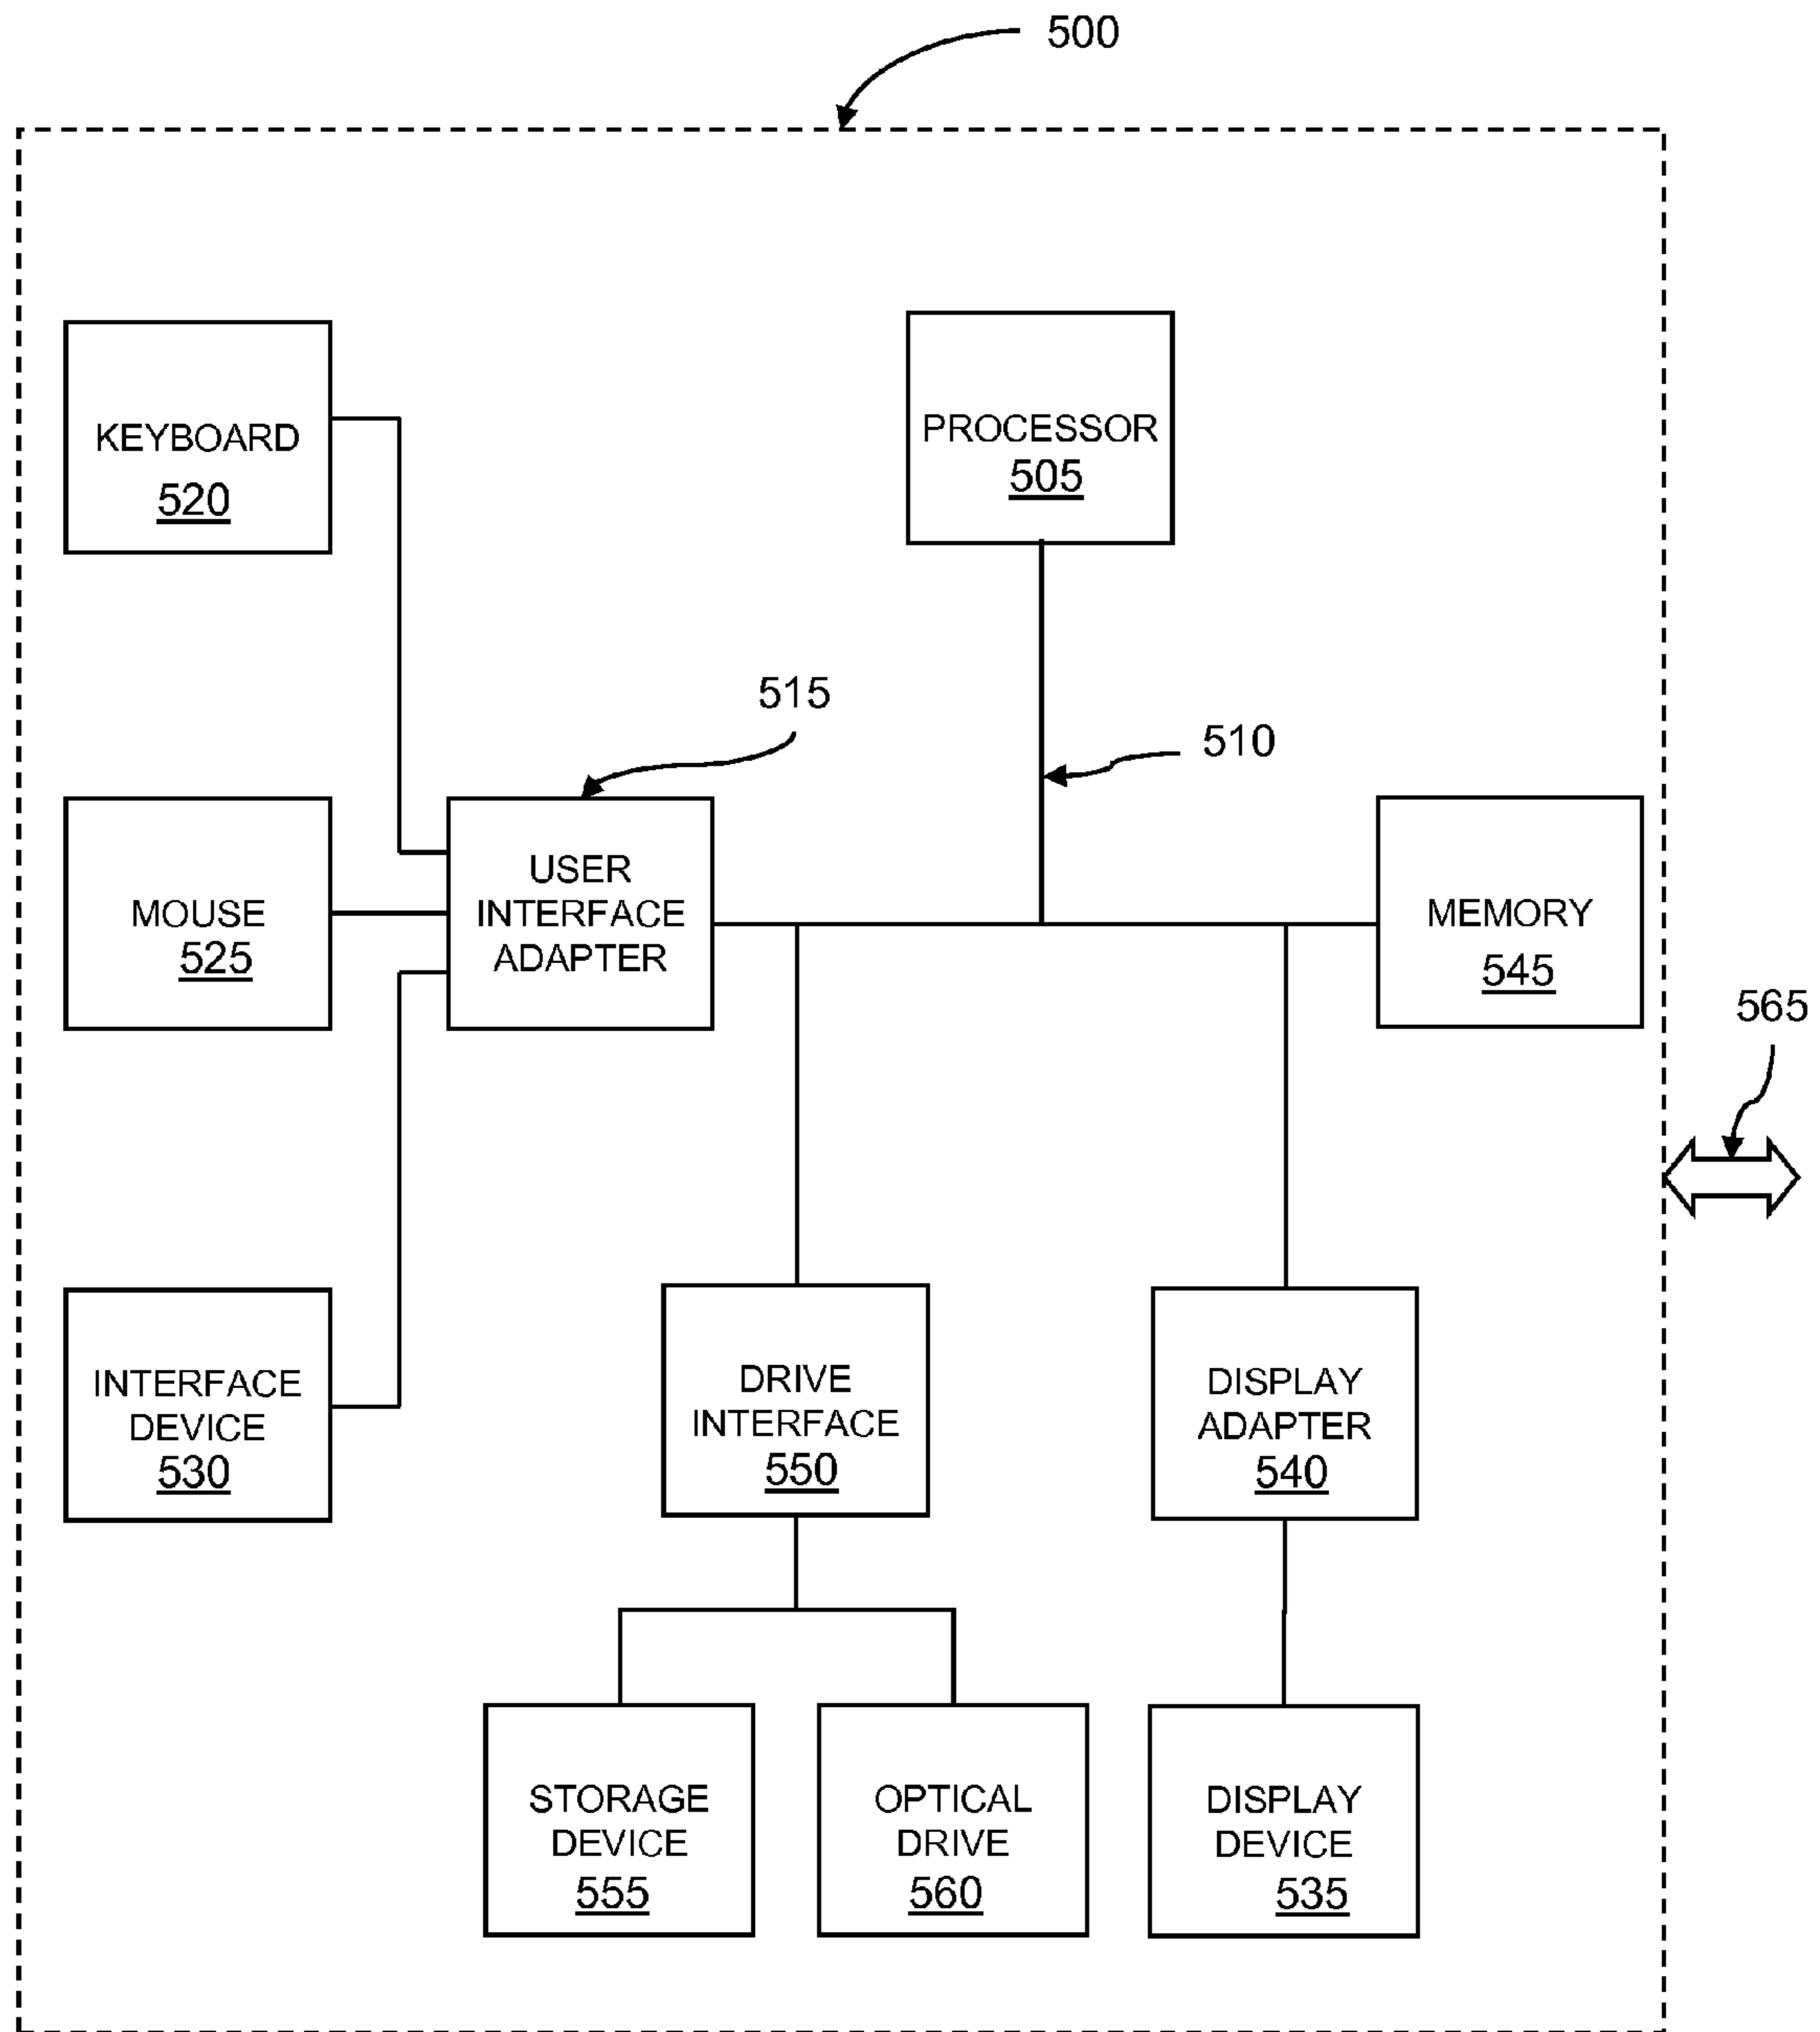 500
KEYBOARD
520
PROCESSOR
505
515
510
USER
INTERFACE
ADAPTER
MOUSE
525
MEMORY
545
565
INTERFACE
DEVICE
530
DRIVE
INTERFACE
550
DISPLAY
ADAPTER
540
STORAGE
DEVICE
555
OPTICAL
DRIVE
560
DISPLAY
DEVICE
535